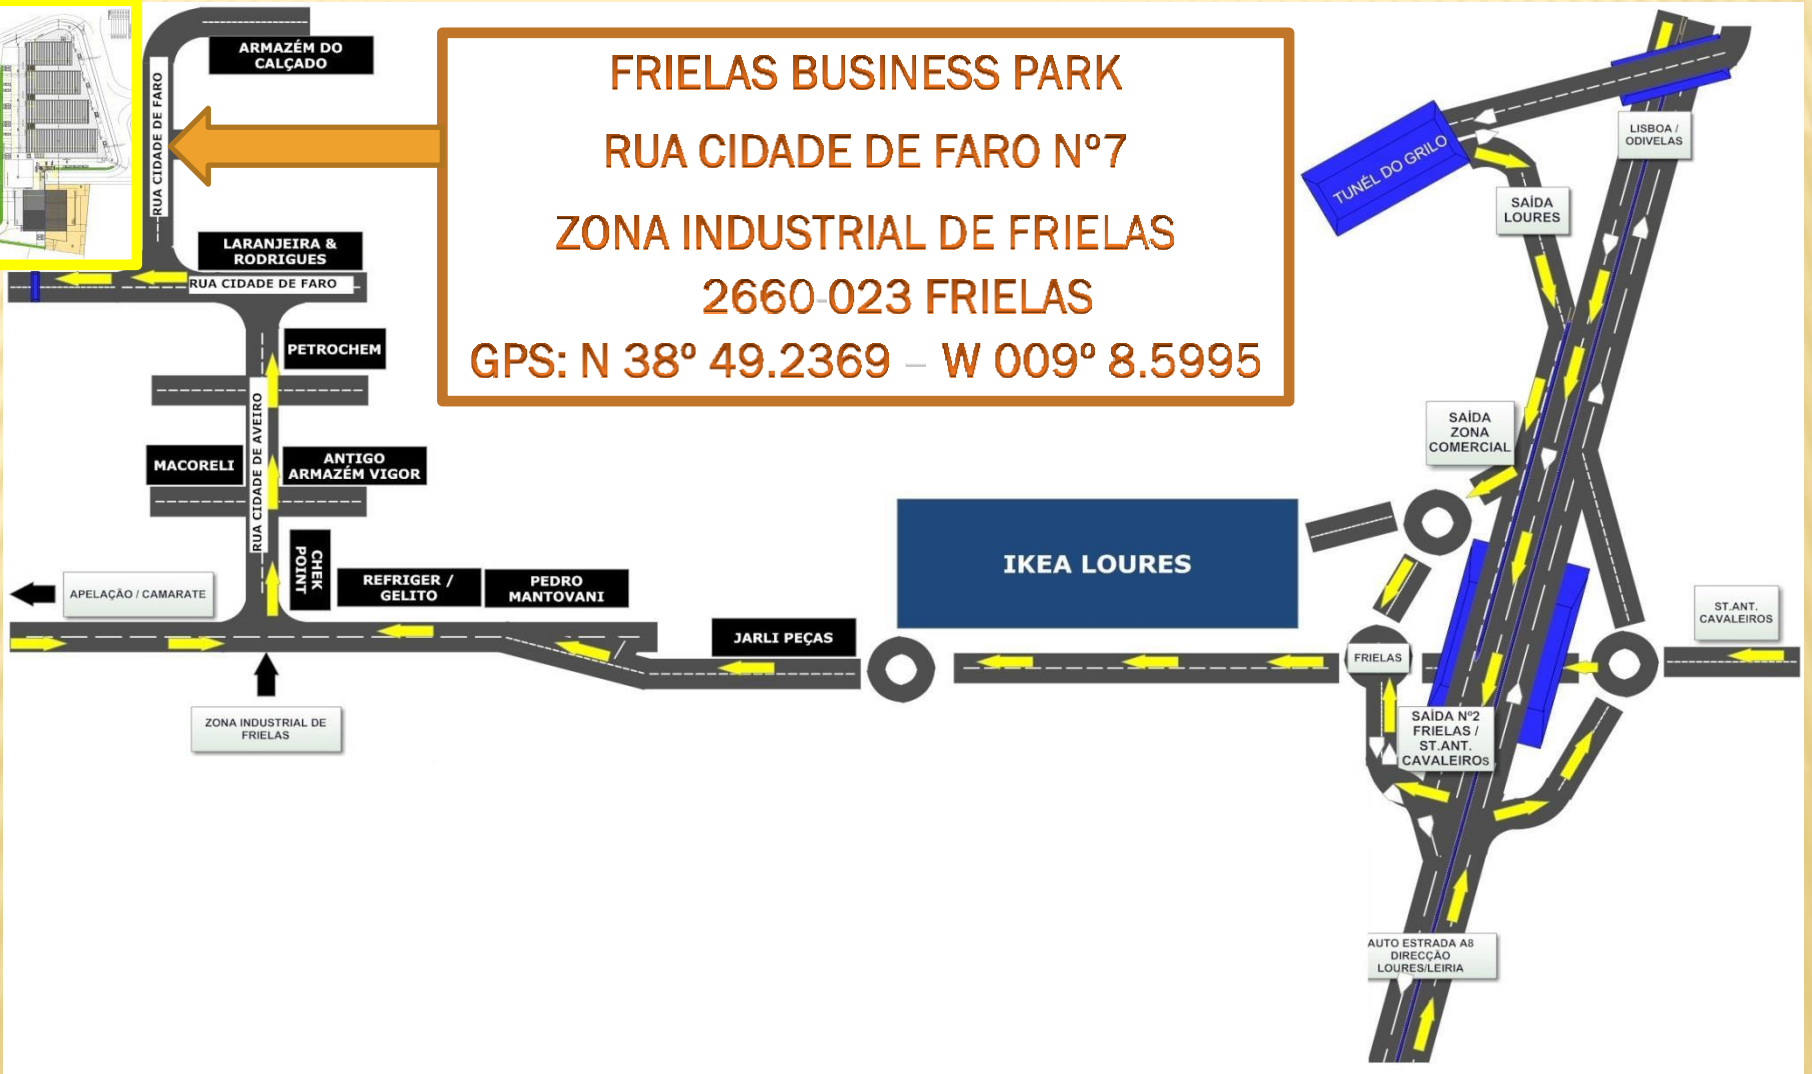 ARMAZÉM DO
CALÇADO
RUA CIDADE DE FARO
FRIELAS BUSINESS PARK
RUA CIDADE DE FARO Nº7
ZONA INDUSTRIAL DE FRIELAS
2660-023 FRIELAS
GPS: N 38º 49.2369 – W 009º 8.5995
LISBOA /
ODIVELAS
TUNÉL DO GRILO
SAÍDA
LOURES
LARANJEIRA &
RODRIGUES
RUA CIDADE DE FARO
PETROCHEM
RUA CIDADE DE AVEIRO
MACORELI
ANTIGO
ARMAZÉM VIGOR
SAÍDA
ZONA
COMERCIAL
CHEK
POINT
IKEA LOURES
APELAÇÃO / CAMARATE
REFRIGER /
GELITO
PEDRO
MANTOVANI
JARLI PEÇAS
FRIELAS
ST.ANT.
CAVALEIROS
ZONA INDUSTRIAL DE
FRIELAS
SAÍDA Nº2
FRIELAS /
ST.ANT.
CAVALEIROs
AUTO ESTRADA A8
DIRECÇÃO
LOURES/LEIRIA